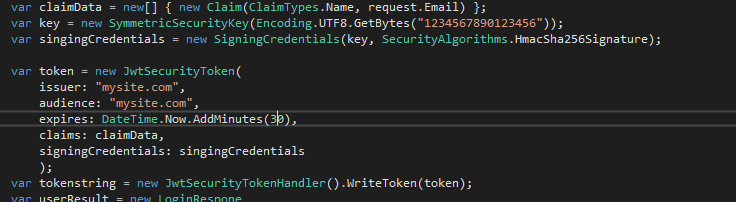 var claimData = new[] { new Claim(ClaimTypes.Name, request.Email) };
var key = new SymmetricSecurityKey(Encoding.UTF8.GetBytes("1234567890123456"));
var singingCredentials = new SigningCredentials(key, SecurityAlgorithms.HmacSha256Signature);
var token = new JwtSecurityToken(
issuer: "mysite.com",
audience: "mysite.com",
expires: DateTime.Now.AddMinutes(30),
claims: claimData,
signingCredentials: singingCredentials
);
var tokenstring = new JwtSecurityTokenHandler().WriteToken(token);
var userResult = new LoginRespone